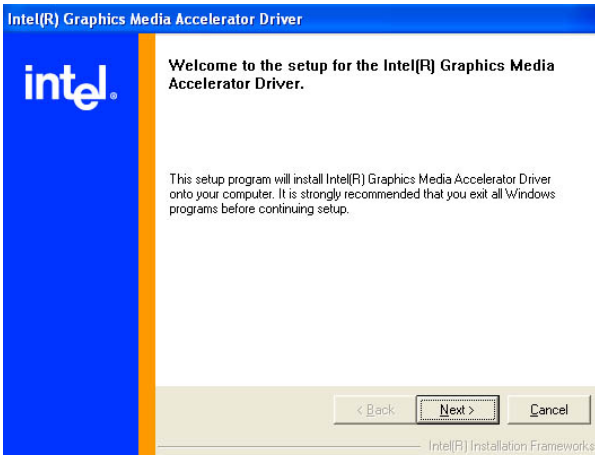 Intel(R) Graphics Media Accelerator Driver
intel.
Welcome to the setup for the Intel(R) Graphics Media
Accelerator Driver.
This setup program will install Intel(R) Graphics Media Accelerator Driver
onto your computer. It is strongly recommended that you exit all Windows
programs before continuing setup.
< Back Next > Cancel
Intel(R) Installation Frameworks